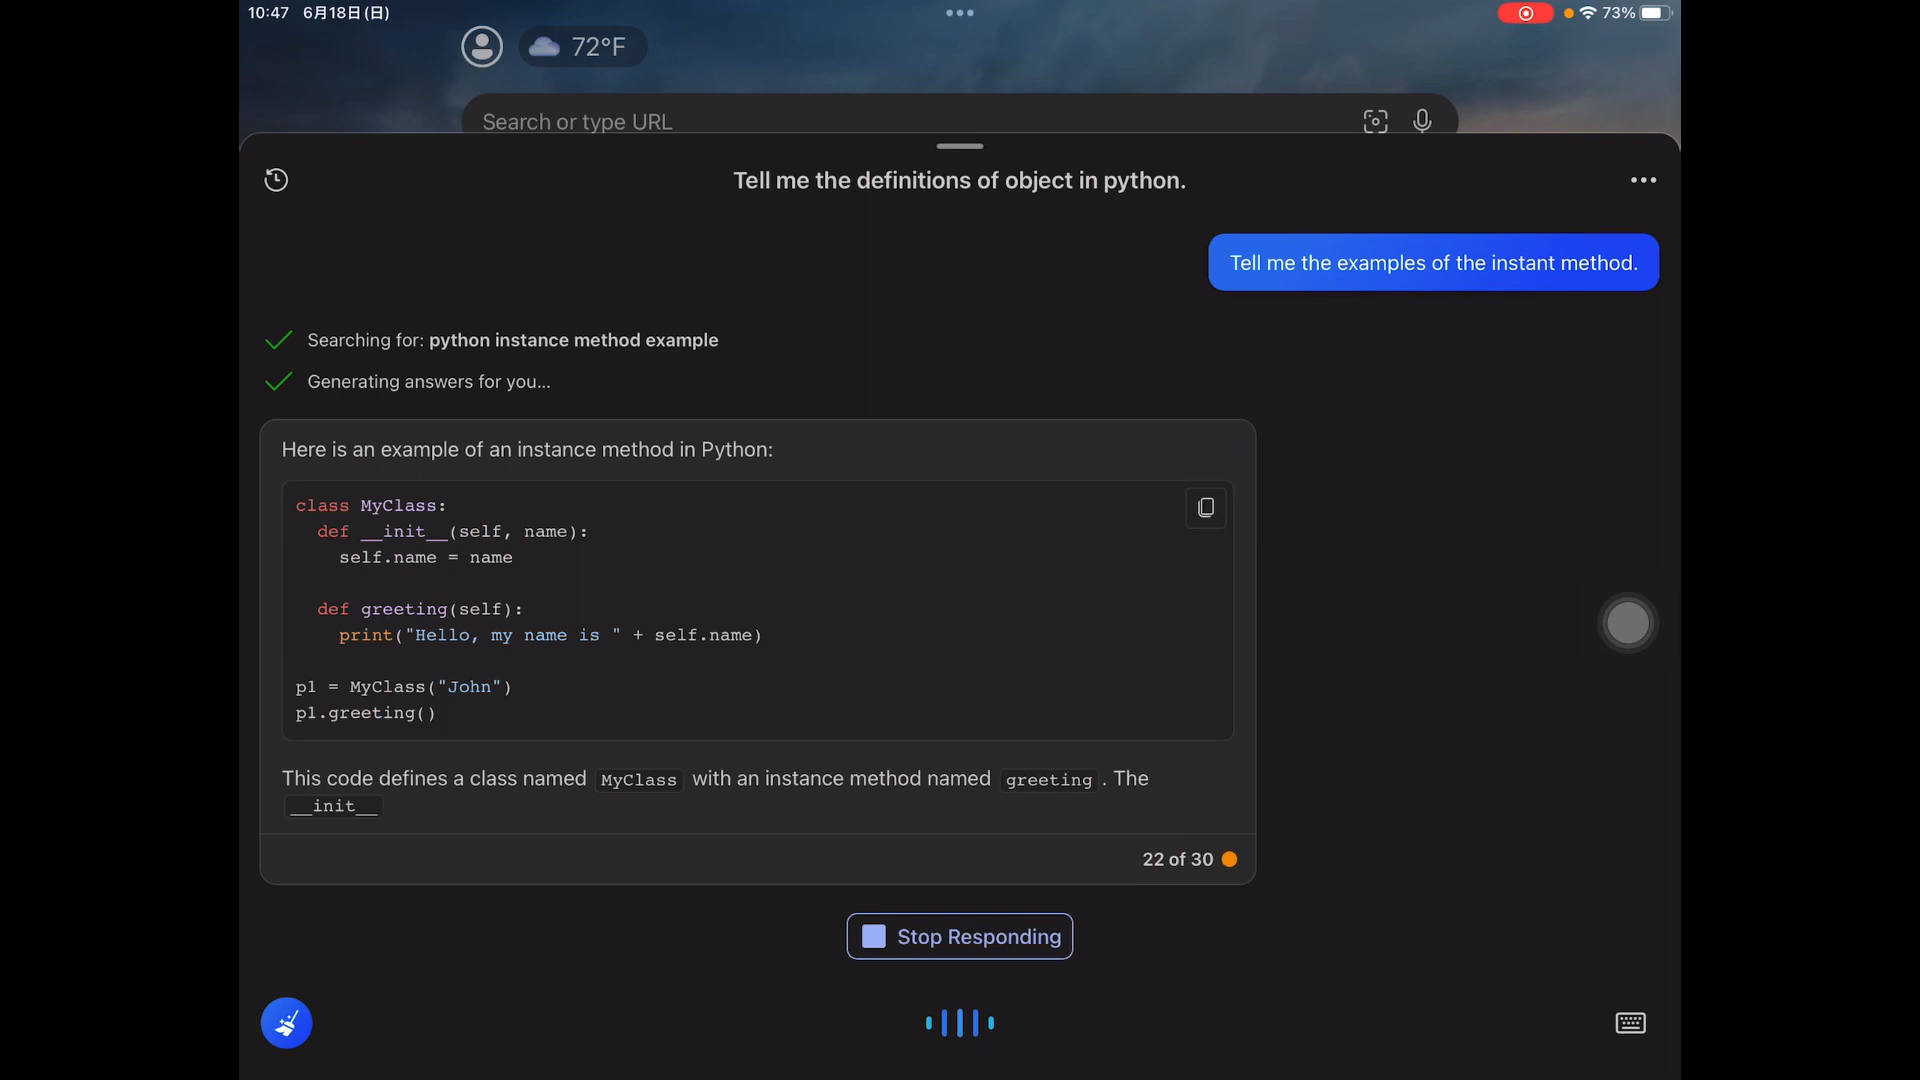 10:47 6月18日(日)
73%
72°F
Search or type URL
Tell me the definitions of object in python.
Tell me the examples of the instant method.
Searching for: python instance method example
Generating answers for you...
Here is an example of an instance method in Python:
class MyClass:
  def __init__(self, name):
    self.name = name
  def greeting(self):
    print("Hello, my name is " + self.name)
p1 = MyClass("John")
p1.greeting()
This code defines a class named MyClass with an instance method named greeting. The
__init__
22 of 30
Stop Responding